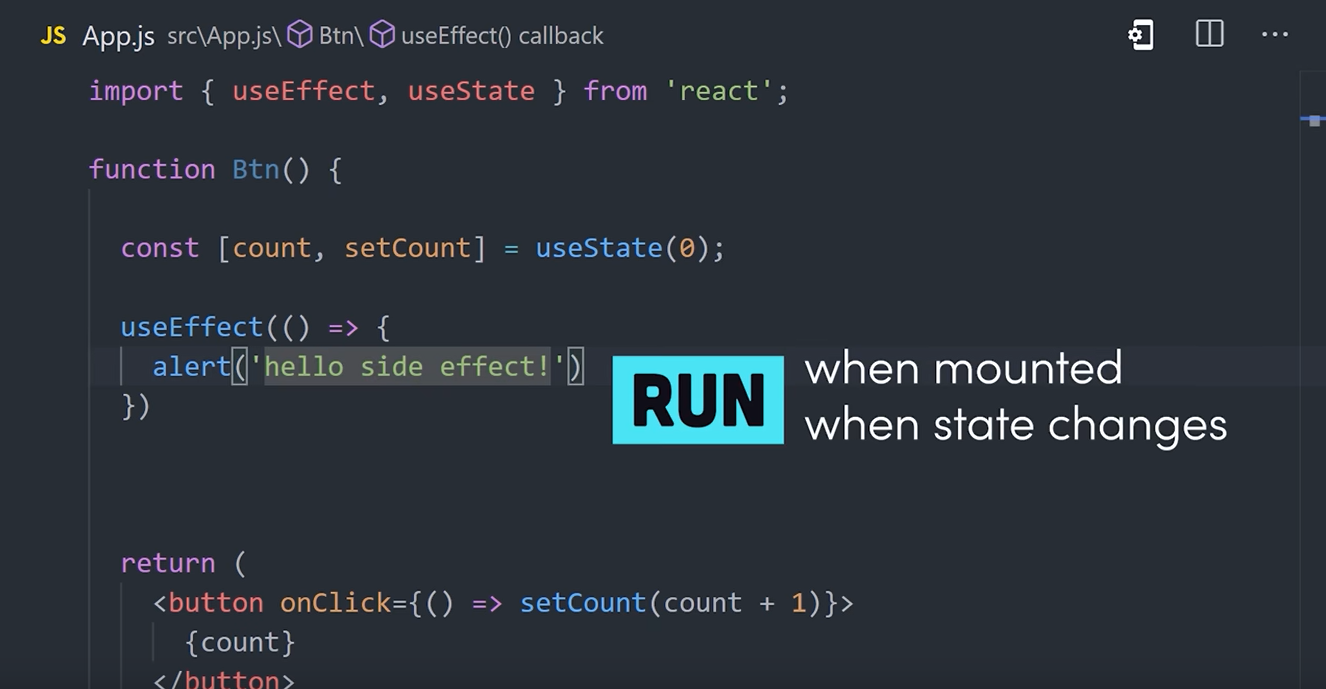 JS App.js src\App.js\ Btn\ useEffect() callback
import { useEffect, useState } from 'react';
function Btn() {
const [count, setCount] = useState(0);
useEffect(() => {
alert('hello side effect!')
})
RUN
when mounted
when state changes
return (
<button onClick={() => setCount(count + 1)}>
{count}
</button>